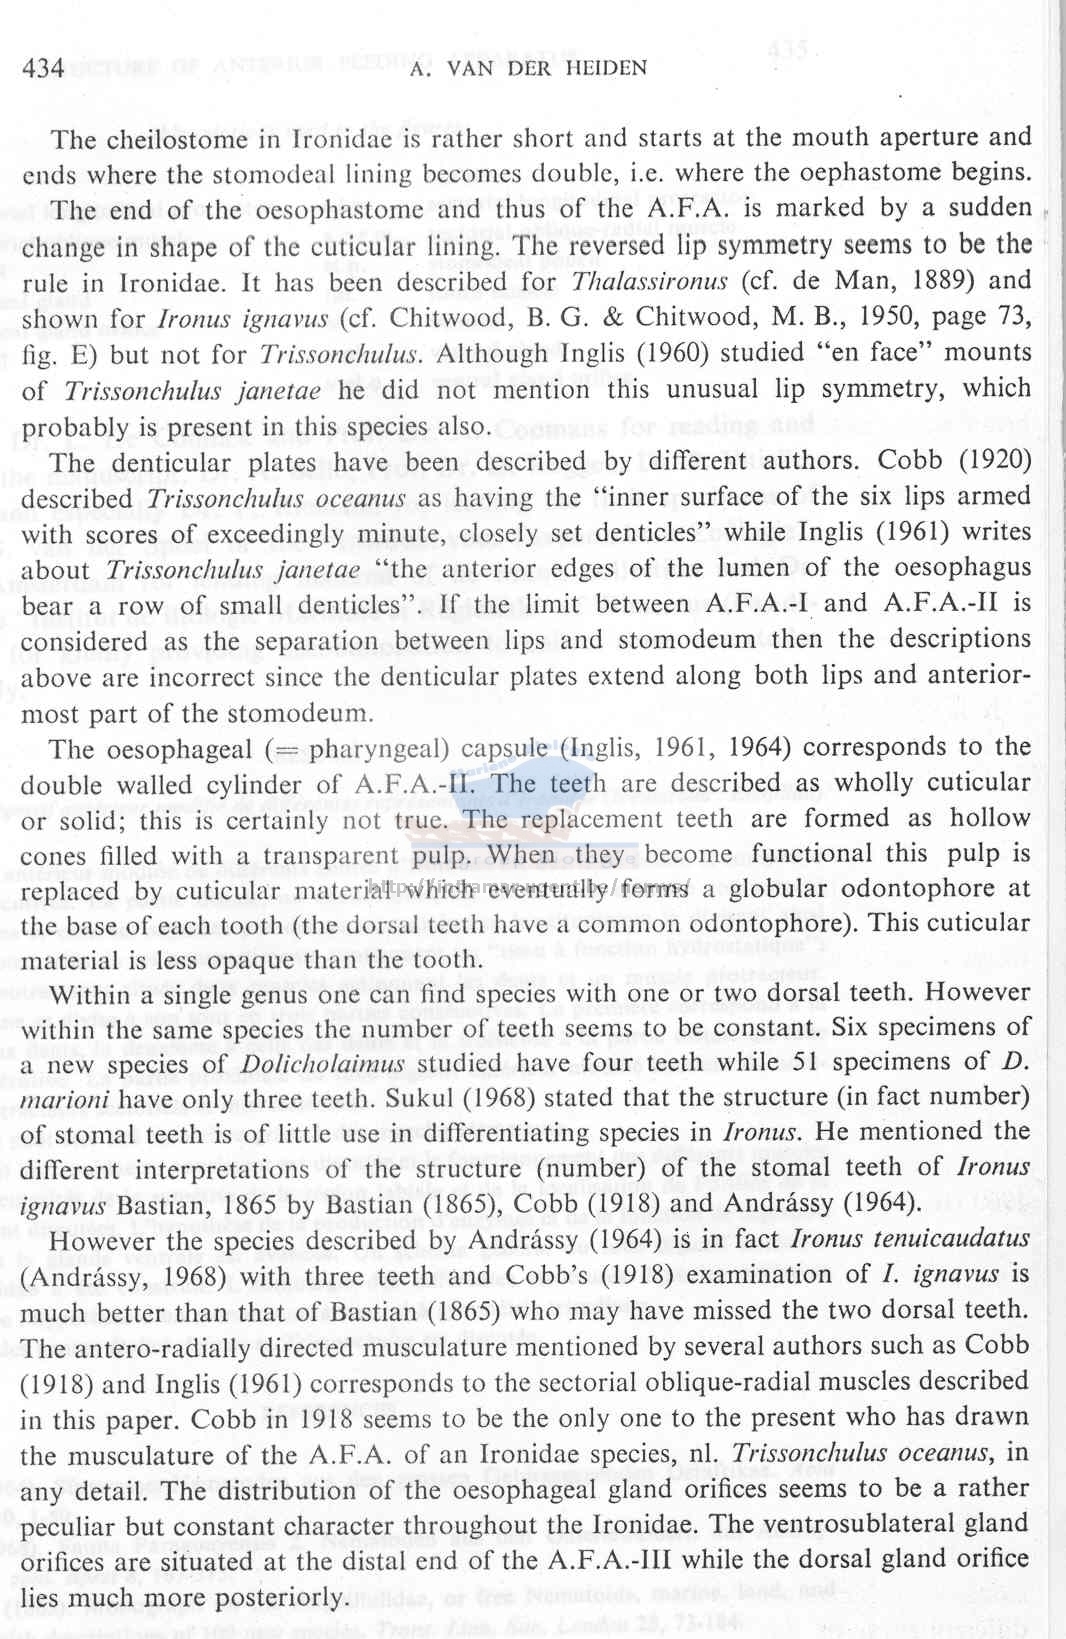 434
A. VAN DER HEIDEN
The cheilostome in Ironidae is rather short and starts at the mouth aperture and
ends where the stomodeal lining becomes double, i.e. where the oephastome begins.
The end of the oesophastome and thus of the A.F.A. is marked by a sudden
change in shape of the cuticular lining. The reversed lip symmetry seems to be the
rule in Ironidae. It has been described for Thalassironus (cf. de Man, 1889) and
shown for Ironus ignavus (cf. Chitwood, B. G. & Chitwood, M. B., 1950, page 73,
fig. E) but not for Trissonchulus. Although Inglis (1960) studied “en face” mounts
of Trissonchulus janetae he did not mention this unusual lip symmetry, which
probably is present in this species also.
The denticular plates have been described by different authors. Cobb (1920)
described Trissonchulus oceanus as having the “inner surface of the six lips armed
with scores of exceedingly minute, closely set denticles” while Inglis (1961) writes
about Trissonchulus janetae “the anterior edges of the lumen of the oesophagus
bear a row of small denticles”. If the limit between A.F.A.-I and A.F.A.-II is
considered as the separation between lips and stomodeum then the descriptions
above are incorrect since the denticular plates extend along both lips and anterior-
most part of the stomodeum.
The oesophageal (= pharyngeal) capsule (Inglis, 1961, 1964) corresponds to the
double walled cylinder of A.F.A.-II. The teeth are described as wholly cuticular
or solid; this is certainly not true. The replacement teeth are formed as hollow
cones filled with a transparent pulp. When they become functional this pulp is
replaced by cuticular material which eventually forms a globular odontophore at
the base of each tooth (the dorsal teeth have a common odontophore). This cuticular
material is less opaque than the tooth.
Within a single genus one can find species with one or two dorsal teeth. However
within the same species the number of teeth seems to be constant. Six specimens of
a new species of Dolicholaimus studied have four teeth while 51 specimens of D.
marioni have only three teeth. Sukul (1968) stated that the structure (in fact number)
of stomal teeth is of little use in differentiating species in Ironus. He mentioned the
different interpretations of the structure (number) of the stomal teeth of Ironus
ignavus Bastian, 1865 by Bastian (1865), Cobb (1918) and Andrássy (1964).
However the species described by Andrássy (1964) is in fact Ironus tenuicaudatus
(Andrássy, 1968) with three teeth and Cobb’s (1918) examination of I. ignavus is
much better than that of Bastian (1865) who may have missed the two dorsal teeth.
The antero-radially directed musculature mentioned by several authors such as Cobb
(1918) and Inglis (1961) corresponds to the sectorial oblique-radial muscles described
in this paper. Cobb in 1918 seems to be the only one to the present who has drawn
the musculature of the A.F.A. of an Ironidae species, nl. Trissonchulus oceanus, in
any detail. The distribution of the oesophageal gland orifices seems to be a rather
peculiar but constant character throughout the Ironidae. The ventrosublateral gland
orifices are situated at the distal end of the A.F.A.-III while the dorsal gland orifice
lies much more posteriorly.